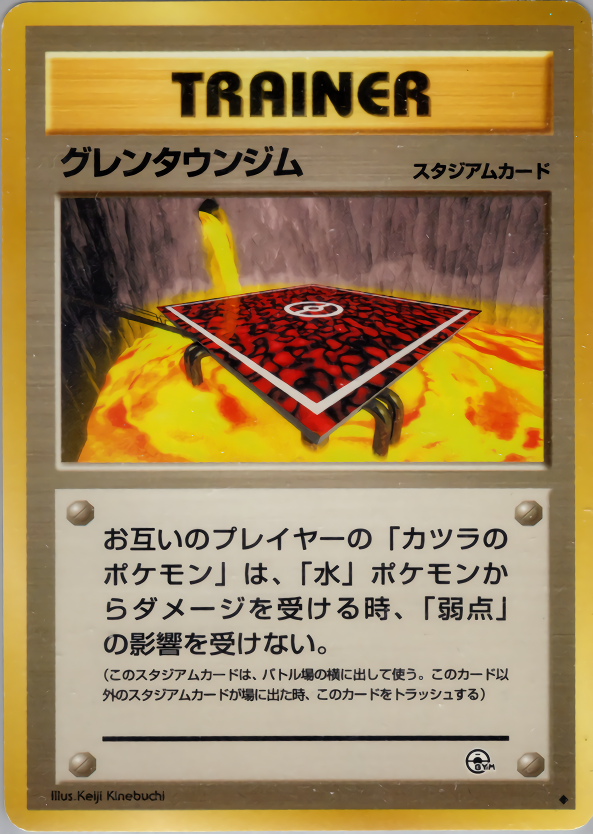 TRAINER
グレンタウンジム
スタジアムカード
お互いのプレイヤーの「カツラの
ポケモン」は、「水」ポケモンか
らダメージを受ける時、「弱点」
の影響を受けない。
(このスタジアムカードは、バトル場の横に出して使う。このカード以
外のスタジアムカードが場に出た時、このカードをトラッシュする)
GYM
Illus. Keiji Kinebuchi